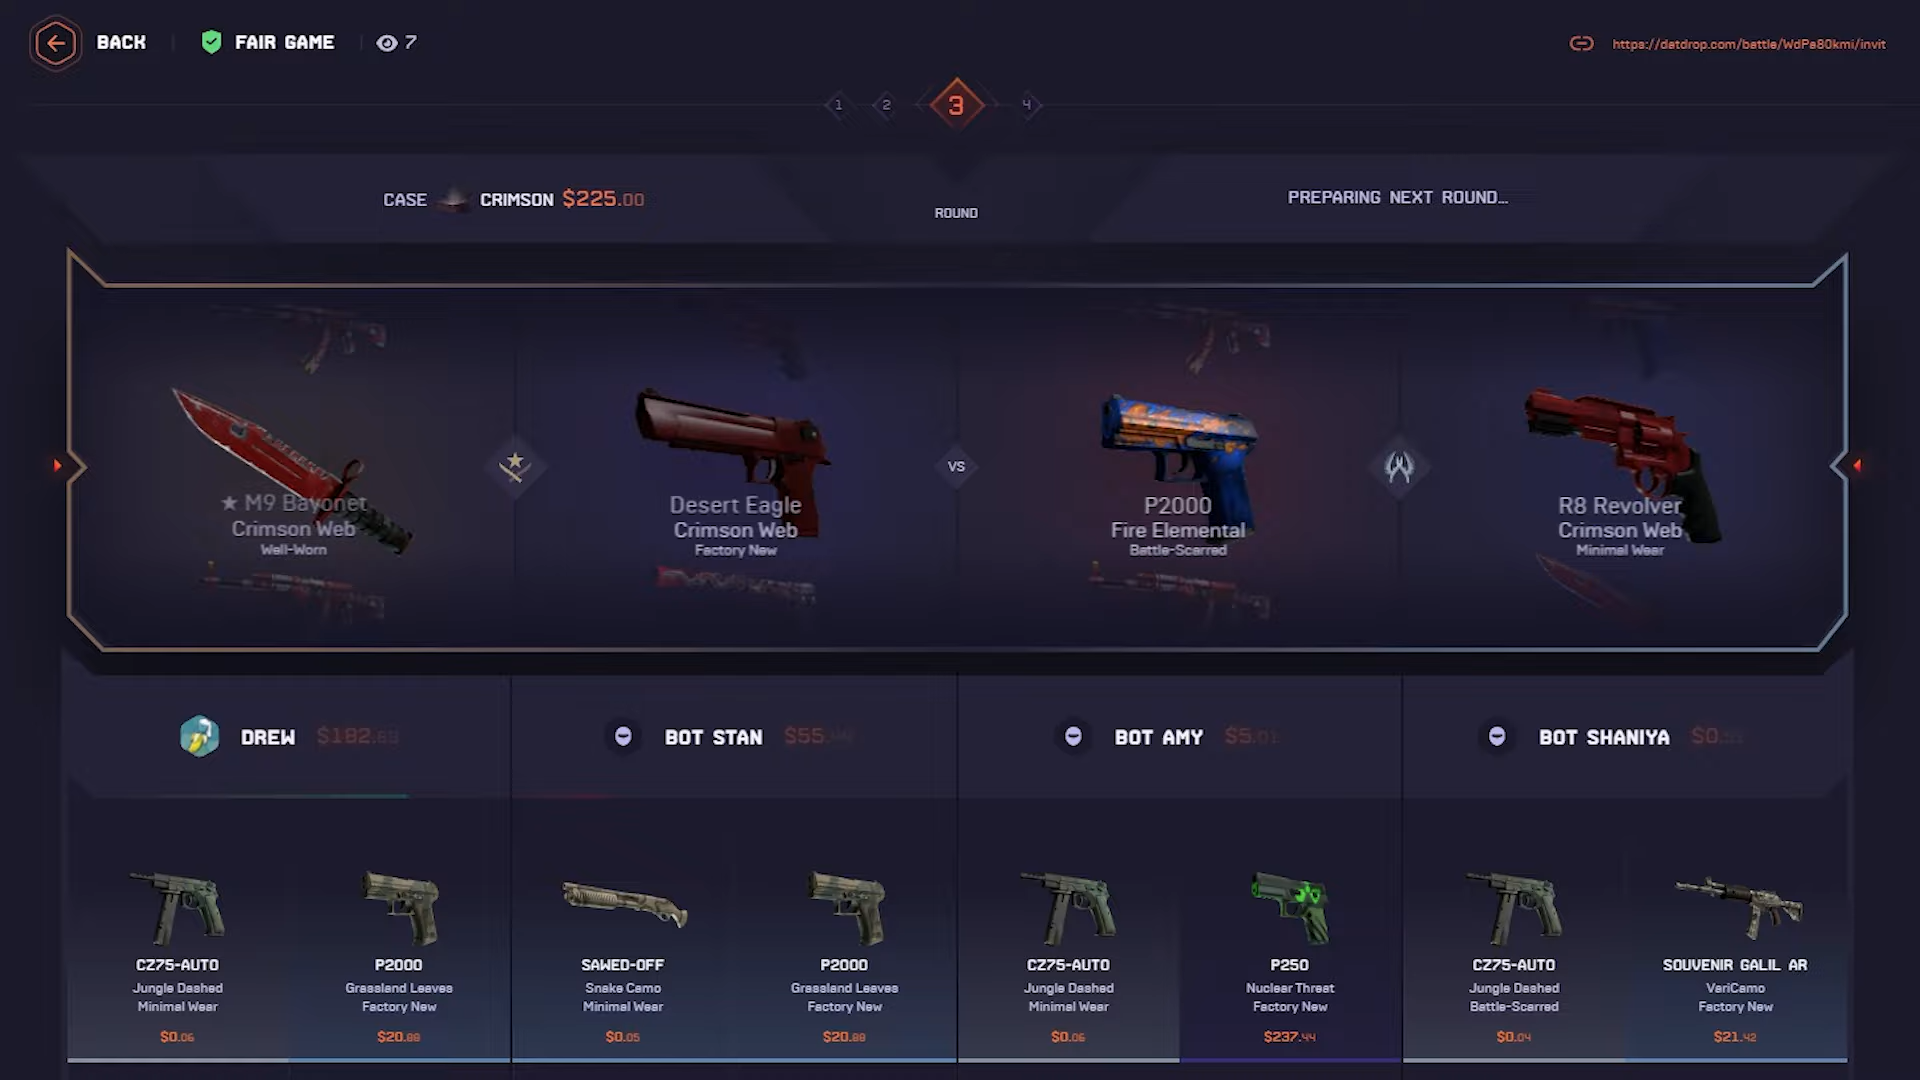 BACK
FAIR GAME
7
https://datdrop.com/battle/WdPa80kmi/invit
1
2
3
4
CASE CRIMSON $225.00
ROUND
PREPARING NEXT ROUND...
★ M9 Bayonet
Crimson Web
Well-Worn
Desert Eagle
Crimson Web
Factory New
VS
P2000
Fire Elemental
Battle-Scarred
R8 Revolver
Crimson Web
Minimal Wear
DREW
BOT STAN
BOT AMY
BOT SHANIYA
CZ75-AUTO
Jungle Dashed
Minimal Wear
$0.06
P2000
Grassland Leaves
Factory New
$20.88
SAWED-OFF
Snake Camo
Minimal Wear
$0.05
P2000
Grassland Leaves
Factory New
$20.88
CZ75-AUTO
Jungle Dashed
Minimal Wear
$0.06
P250
Nuclear Threat
Factory New
$237.44
CZ75-AUTO
Jungle Dashed
Battle-Scarred
$0.04
SOUVENIR GALIL AR
VariCamo
Factory New
$21.42